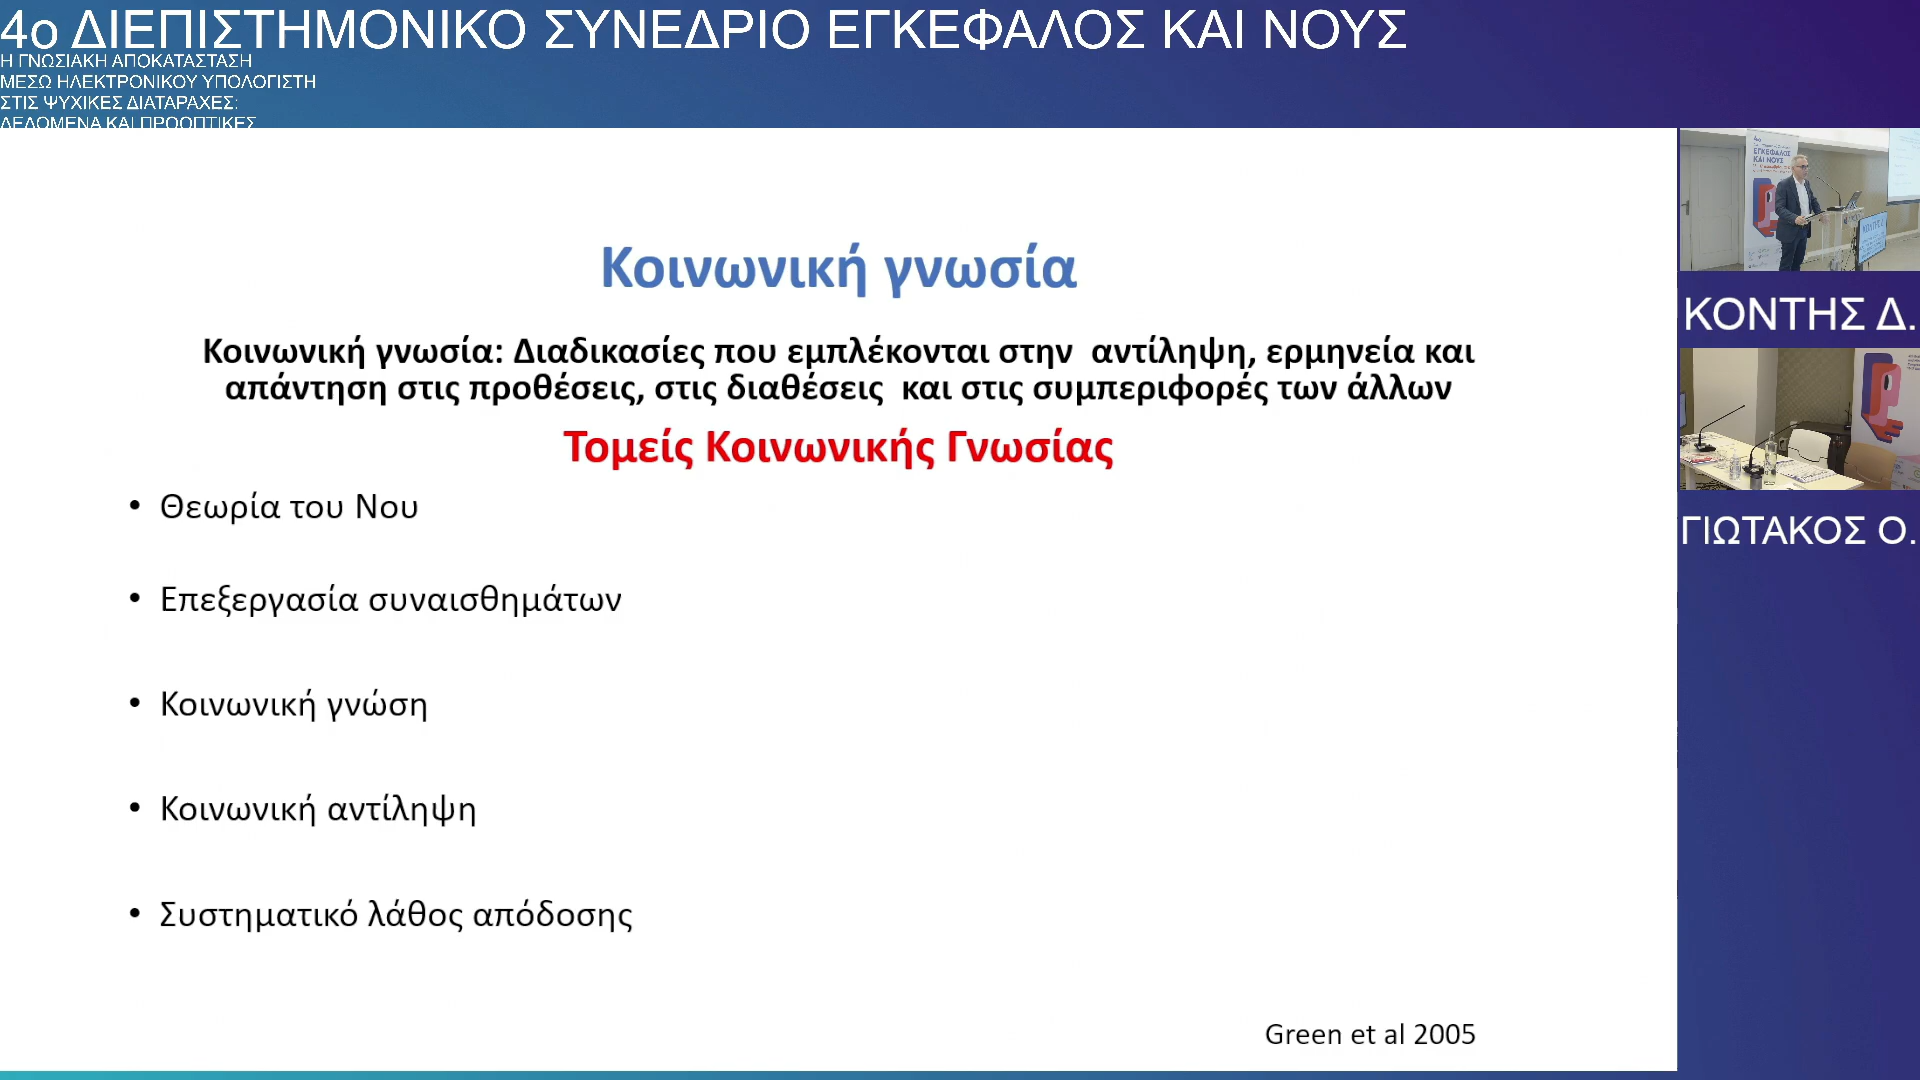 4ο ΔΙΕΠΙΣΤΗΜΟΝΙΚΟ ΣΥΝΕΔΡΙΟ ΕΓΚΕΦΑΛΟΣ ΚΑΙ ΝΟΥΣ
Η ΓΝΩΣΙΑΚΗ ΑΠΟΚΑΤΑΣΤΑΣΗ
ΜΕΣΩ ΗΛΕΚΤΡΟΝΙΚΟΥ ΥΠΟΛΟΓΙΣΤΗ
ΣΤΙΣ ΨΥΧΙΚΕΣ ΔΙΑΤΑΡΑΧΕΣ:
ΔΕΔΟΜΕΝΑ ΚΑΙ ΠΡΟΟΠΤΙΚΕΣ
Κοινωνική γνωσία
Κοινωνική γνωσία: Διαδικασίες που εμπλέκονται στην αντίληψη, ερμηνεία και
απάντηση στις προθέσεις, στις διαθέσεις και στις συμπεριφορές των άλλων
Τομείς Κοινωνικής Γνωσίας
• Θεωρία του Νου
• Επεξεργασία συναισθημάτων
• Κοινωνική γνώση
• Κοινωνική αντίληψη
• Συστηματικό λάθος απόδοσης
Green et al 2005
ΕΓΚΕΦΑΛΟΣ
ΚΑΙ ΝΟΥΣ
ΚΟΝΤΗΣ Δ.
ΓΙΩΤΑΚΟΣ Ο.